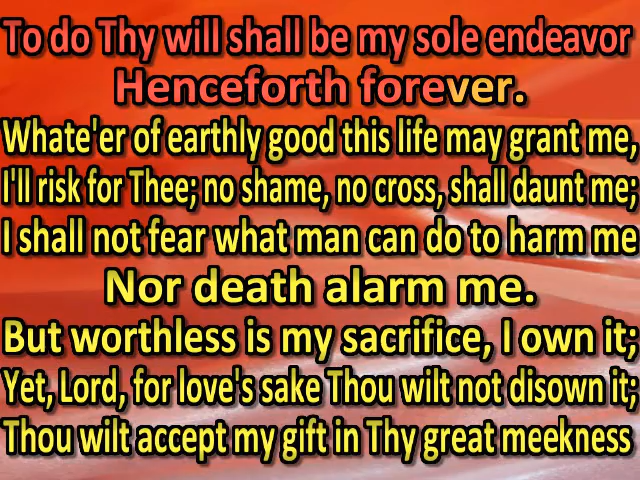 To do Thy will shall be my sole endeavor
Henceforth forever.
Whate'er of earthly good this life may grant me,
I'll risk for Thee; no shame, no cross, shall daunt me;
I shall not fear what man can do to harm me
Nor death alarm me.
But worthless is my sacrifice, I own it;
Yet, Lord, for love's sake Thou wilt not disown it;
Thou wilt accept my gift in Thy great meekness